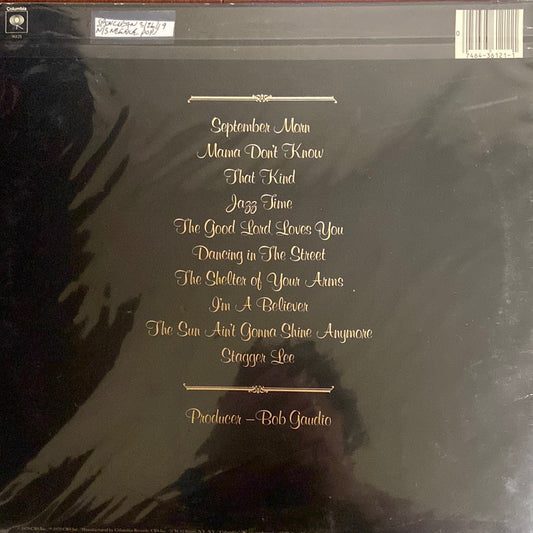 Columbia
September Morn
Mama Don't Know
That Kind
Jazz Time
The Good Lord Loves You
Dancing in The Street
The Shelter of Your Arms
I'm A Believer
The Sun Ain't Gonna Shine Anymore
Stagger Lee
Producer – Bob Gaudio